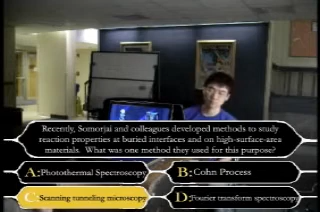 Recently, Somorjai and colleagues developed methods to study
reaction properties at buried interfaces and on high-surface-area
materials. What was one method they used for this purpose?
A: Photothermal Spectroscopy
B: Cohn Process
C: Scanning tunneling microscopy
D: Fourier transform spectroscopy